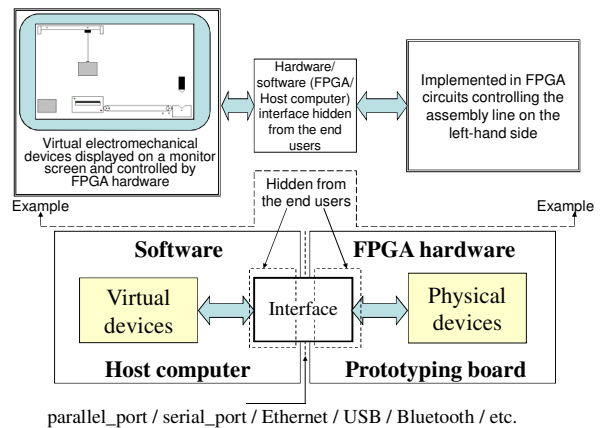 Virtual electromechanical
devices displayed on a monitor
screen and controlled by
FPGA hardware
Hardware/
software (FPGA/
Host computer)
interface hidden
from the end
users
Implemented in FPGA
circuits controlling the
assembly line on the
left-hand side
Example
Hidden from
the end users
Example
Software
FPGA hardware
Virtual
devices
Interface
Physical
devices
Host computer
Prototyping board
parallel_port / serial_port / Ethernet / USB / Bluetooth / etc.